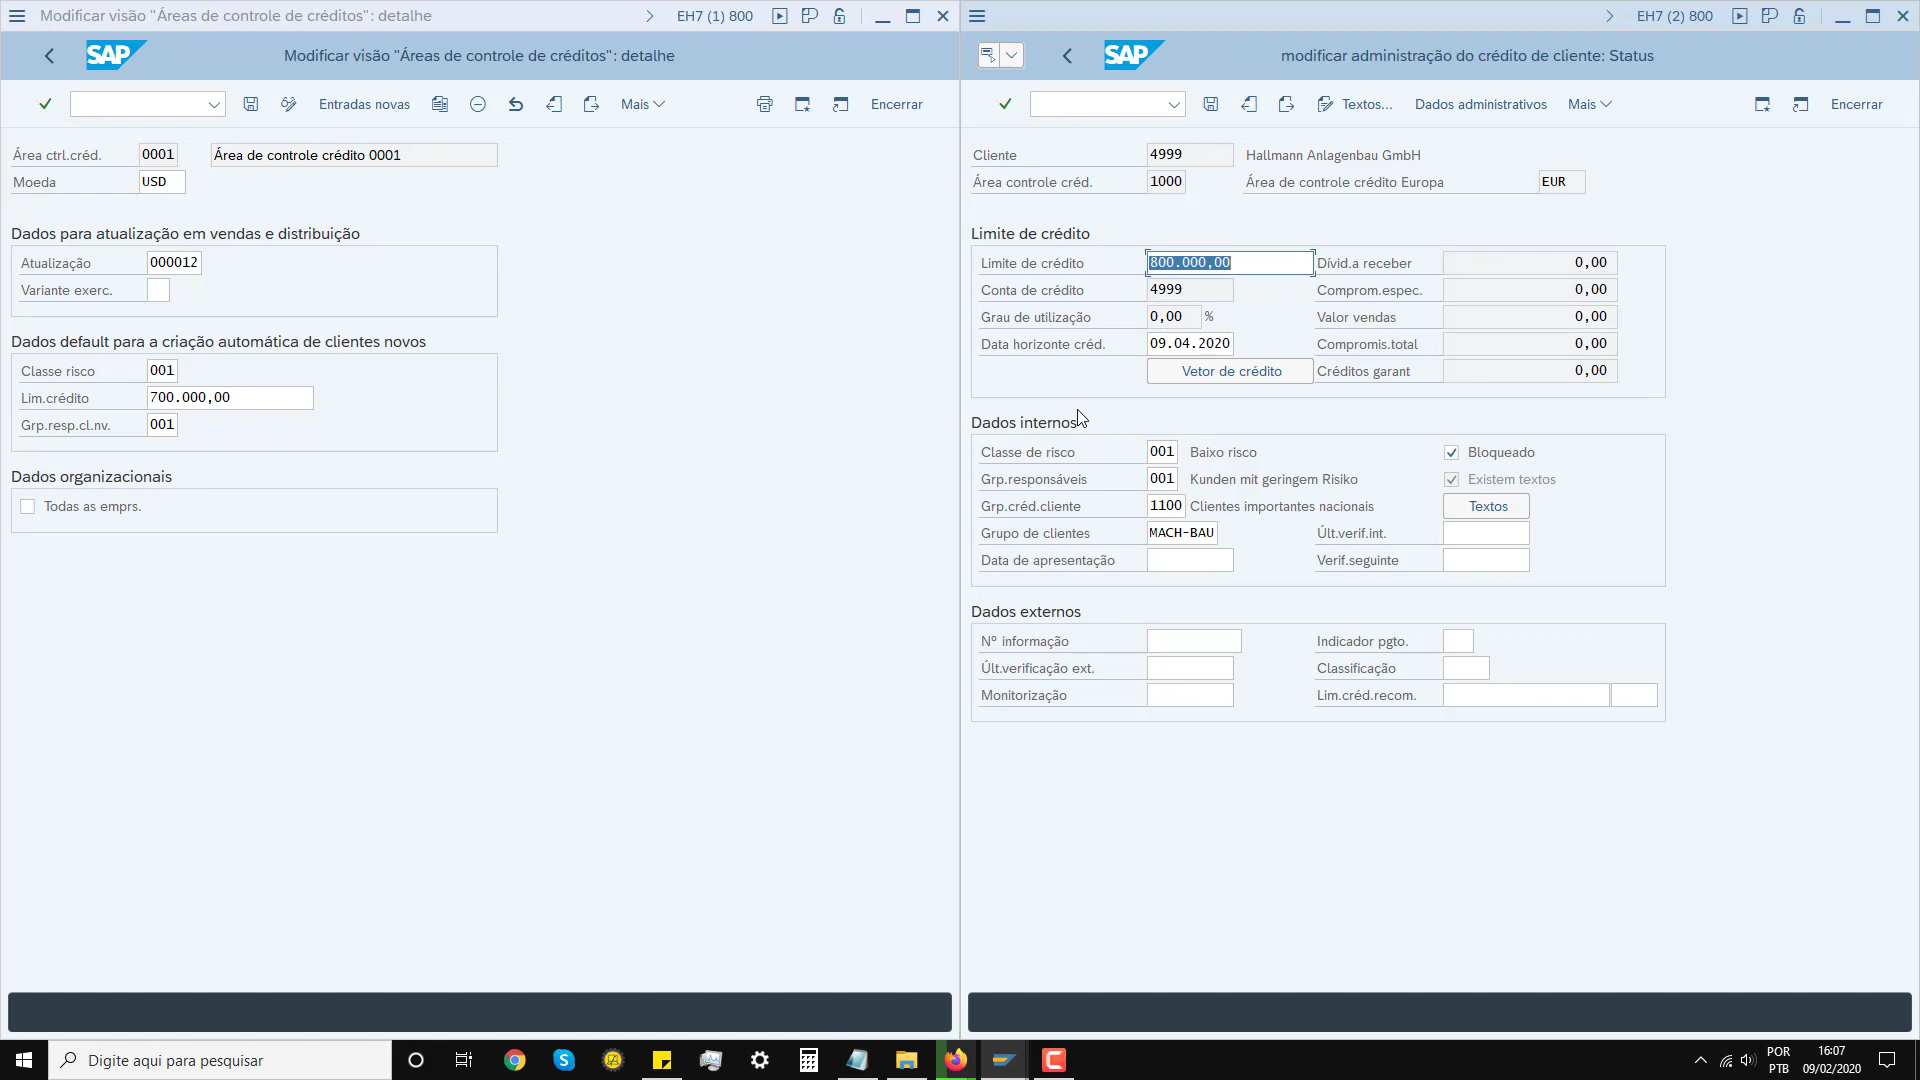 Modificar visão "Áreas de controle de créditos": detalhe
EH7 (1) 800
SAP
Modificar visão "Áreas de controle de créditos": detalhe
Entradas novas
Mais
Encerrar
Área ctrl.créd. 0001 Área de controle crédito 0001
Moeda USD
Dados para atualização em vendas e distribuição
Atualização 000012
Variante exerc.
Dados default para a criação automática de clientes novos
Classe risco 001
Lim.crédito 700.000,00
Grp.resp.cl.nv. 001
Dados organizacionais
Todas as emprs.
EH7 (2) 800
SAP
modificar administração do crédito de cliente: Status
Textos... Dados administrativos Mais
Encerrar
Cliente 4999 Hallmann Anlagenbau GmbH
Área controle créd. 1000 Área de controle crédito Europa EUR
Limite de crédito
Limite de crédito 800.000,00 Dívid.a receber 0,00
Conta de crédito 4999 Comprom.espec. 0,00
Grau de utilização 0,00 % Valor vendas 0,00
Data horizonte créd. 09.04.2020 Compromis.total 0,00
Vetor de crédito Créditos garant 0,00
Dados internos
Classe de risco 001 Baixo risco Bloqueado
Grp.responsáveis 001 Kunden mit geringem Risiko Existem textos
Grp.créd.cliente 1100 Clientes importantes nacionais Textos
Grupo de clientes MACH-BAU Últ.verif.int.
Data de apresentação Verif.seguinte
Dados externos
Nº informação Indicador pgto.
Últ.verificação ext. Classificação
Monitorização Lim.créd.recom.
Digite aqui para pesquisar
POR
PTB
16:07
09/02/2020